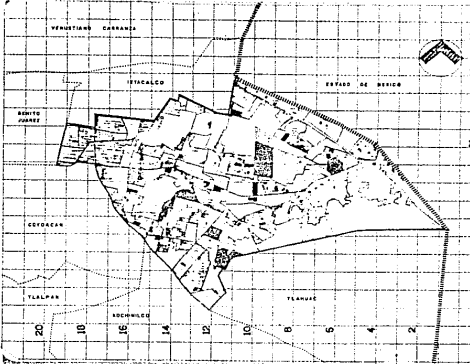 VENUSTIANO CARRANZA
IZTACALCO
ESTADO DE MEXICO
BENITO
JUAREZ
COYOACAN
TLALPAN
XOCHIMILCO
TLAHUAC
20 18 16 14 12 10 8 6 4 2